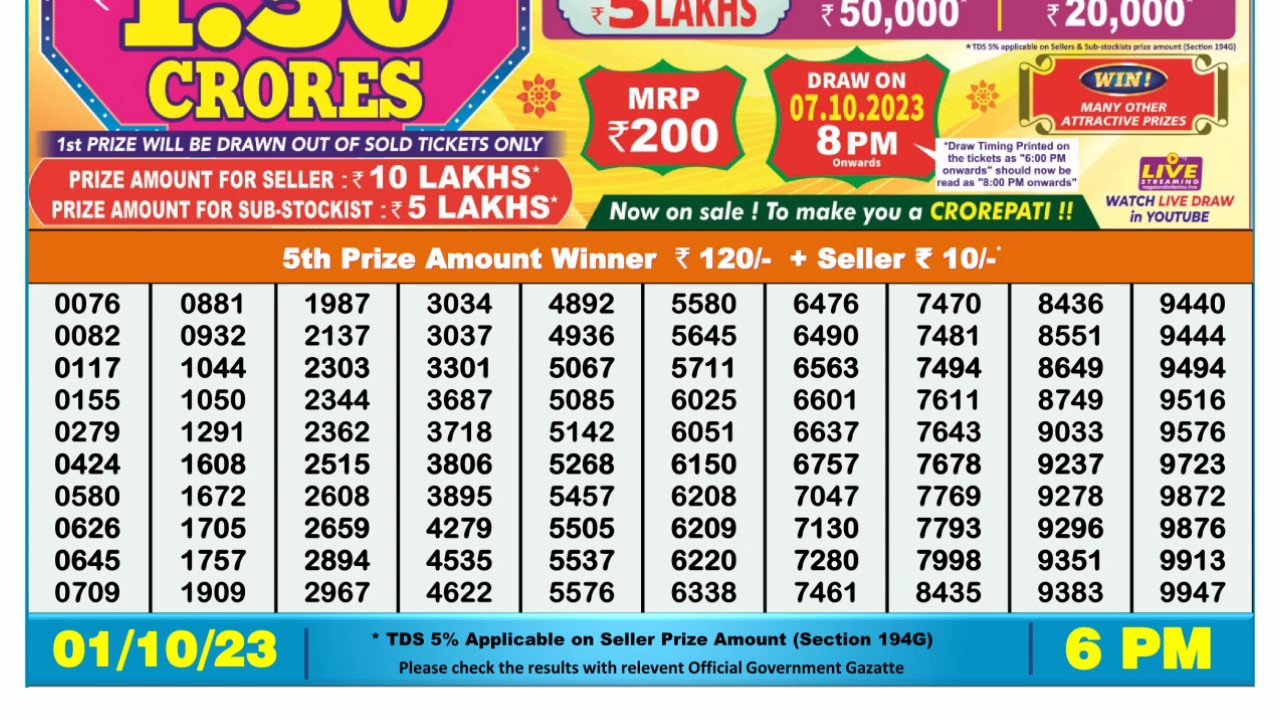 1.50
CRORES
1st PRIZE WILL BE DRAWN OUT OF SOLD TICKETS ONLY
PRIZE AMOUNT FOR SELLER : ₹ 10 LAKHS*
PRIZE AMOUNT FOR SUB-STOCKIST : ₹ 5 LAKHS*
₹5 LAKHS
₹50,000*
₹20,000*
*TDS 5% applicable on Sellers & Sub-stockists prize amount (Section 194G)
MRP
₹200
DRAW ON
07.10.2023
8 PM
Onwards
*Draw Timing Printed on
the tickets as "6:00 PM
onwards" should now be
read as "8:00 PM onwards"
WIN!
MANY OTHER
ATTRACTIVE PRIZES
LIVE
STREAMING
WATCH LIVE DRAW
in YOUTUBE
Now on sale ! To make you a CROREPATI !!
5th Prize Amount Winner ₹ 120/- + Seller ₹ 10/-*
0076 0881 1987 3034 4892 5580 6476 7470 8436 9440
0082 0932 2137 3037 4936 5645 6490 7481 8551 9444
0117 1044 2303 3301 5067 5711 6563 7494 8649 9494
0155 1050 2344 3687 5085 6025 6601 7611 8749 9516
0279 1291 2362 3718 5142 6051 6637 7643 9033 9576
0424 1608 2515 3806 5268 6150 6757 7678 9237 9723
0580 1672 2608 3895 5457 6208 7047 7769 9278 9872
0626 1705 2659 4279 5505 6209 7130 7793 9296 9876
0645 1757 2894 4535 5537 6220 7280 7998 9351 9913
0709 1909 2967 4622 5576 6338 7461 8435 9383 9947
01/10/23
* TDS 5% Applicable on Seller Prize Amount (Section 194G)
Please check the results with relevent Official Government Gazatte
6 PM